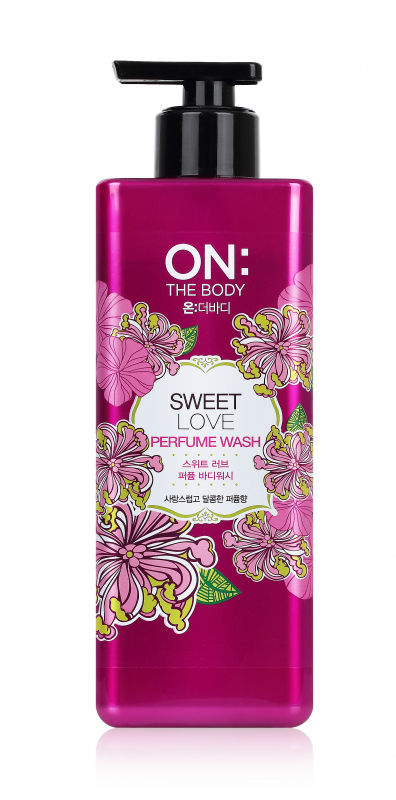 ON:
THE BODY
온:더바디
SWEET
LOVE
PERFUME WASH
스위트 러브
퍼퓸 바디워시
사랑스럽고 달콤한 퍼퓸향